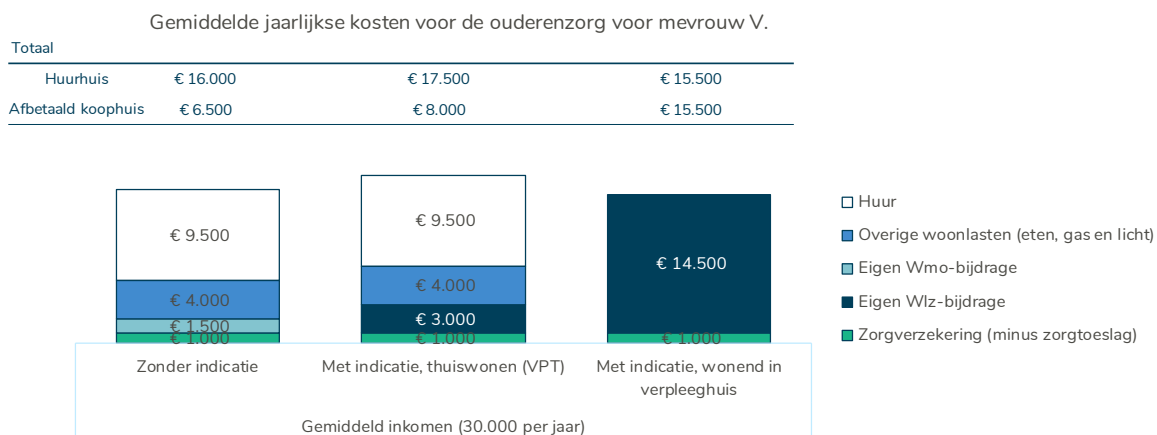 Gemiddelde jaarlijkse kosten voor de ouderenzorg voor mevrouw V.
Totaal
Huurhuis € 16.000 € 17.500 € 15.500
Afbetaald koophuis € 6.500 € 8.000 € 15.500
€ 9.500 € 9.500
€ 4.000 € 4.000 € 14.500
€ 1.500 € 3.000
€ 1.000 € 1.000 € 1.000
Huur
Overige woonlasten (eten, gas en licht)
Eigen Wmo-bijdrage
Eigen Wlz-bijdrage
Zorgverzekering (minus zorgtoeslag)
Zonder indicatie
Met indicatie, thuiswonen (VPT)
Met indicatie, wonend in
verpleeghuis
Gemiddeld inkomen (30.000 per jaar)